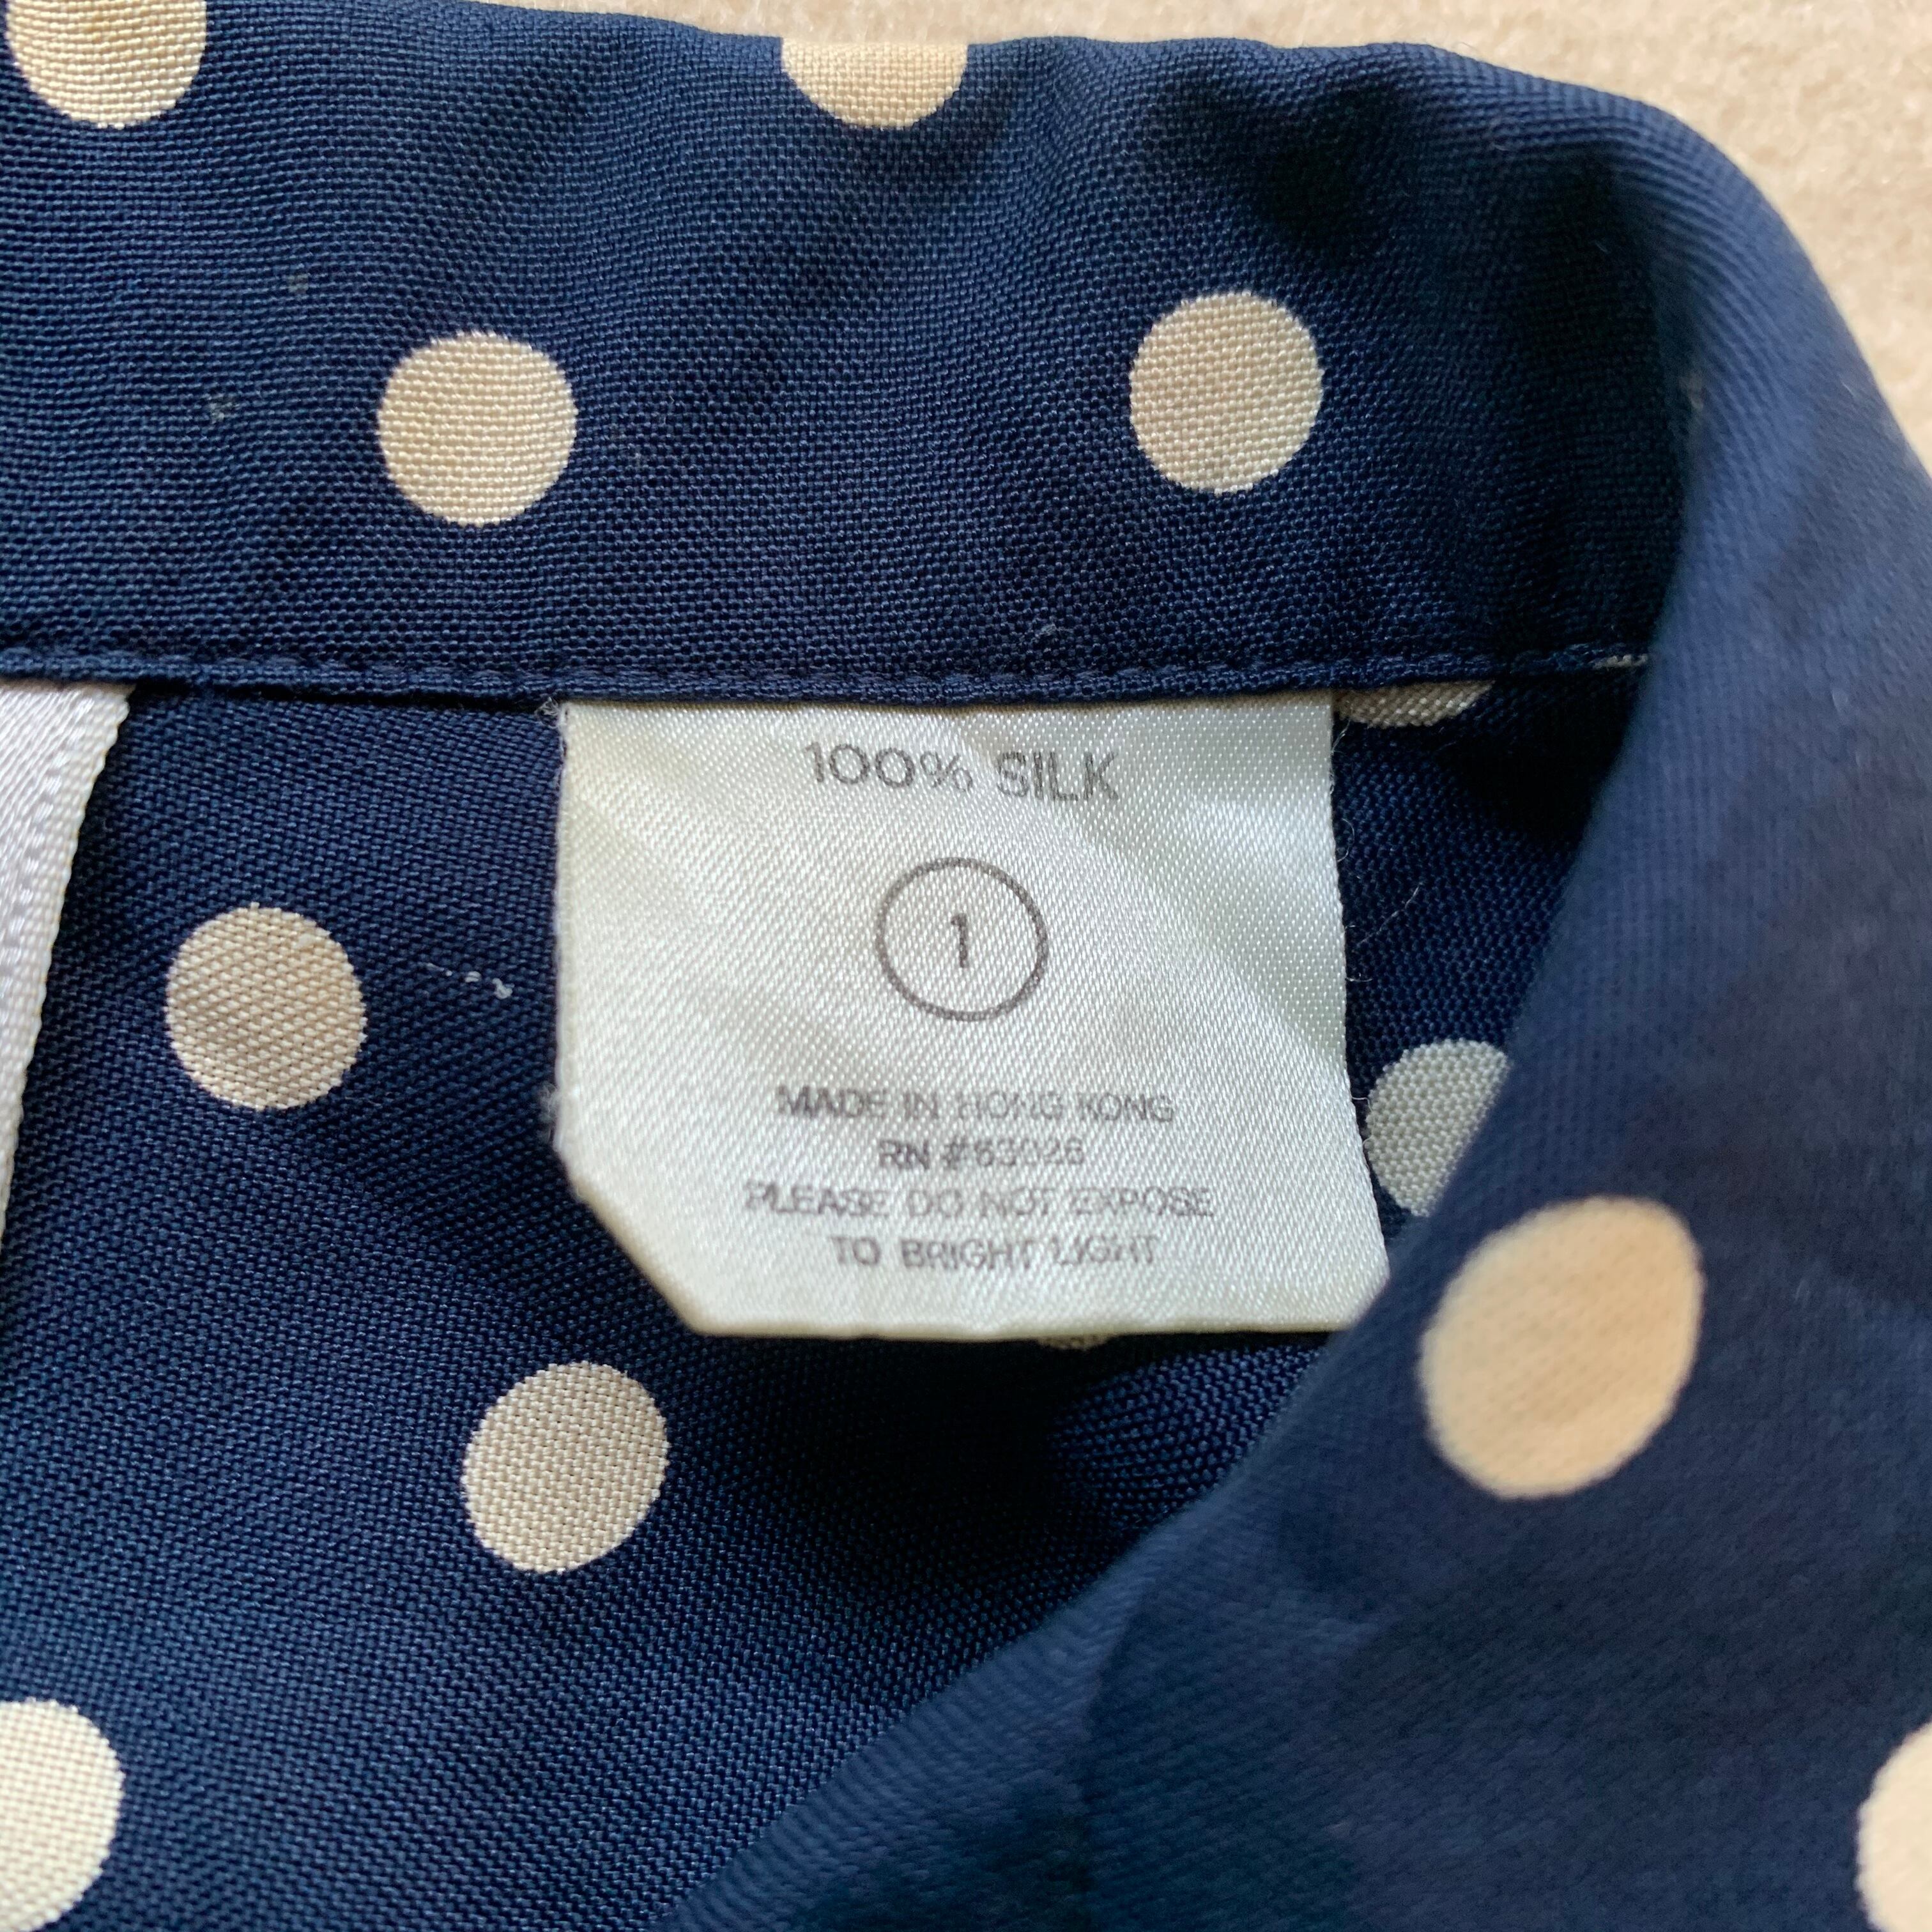 100% SILK
1
MADE IN HONG KONG
RN #63026
PLEASE DO NOT EXPOSE
TO BRIGHT LIGHT